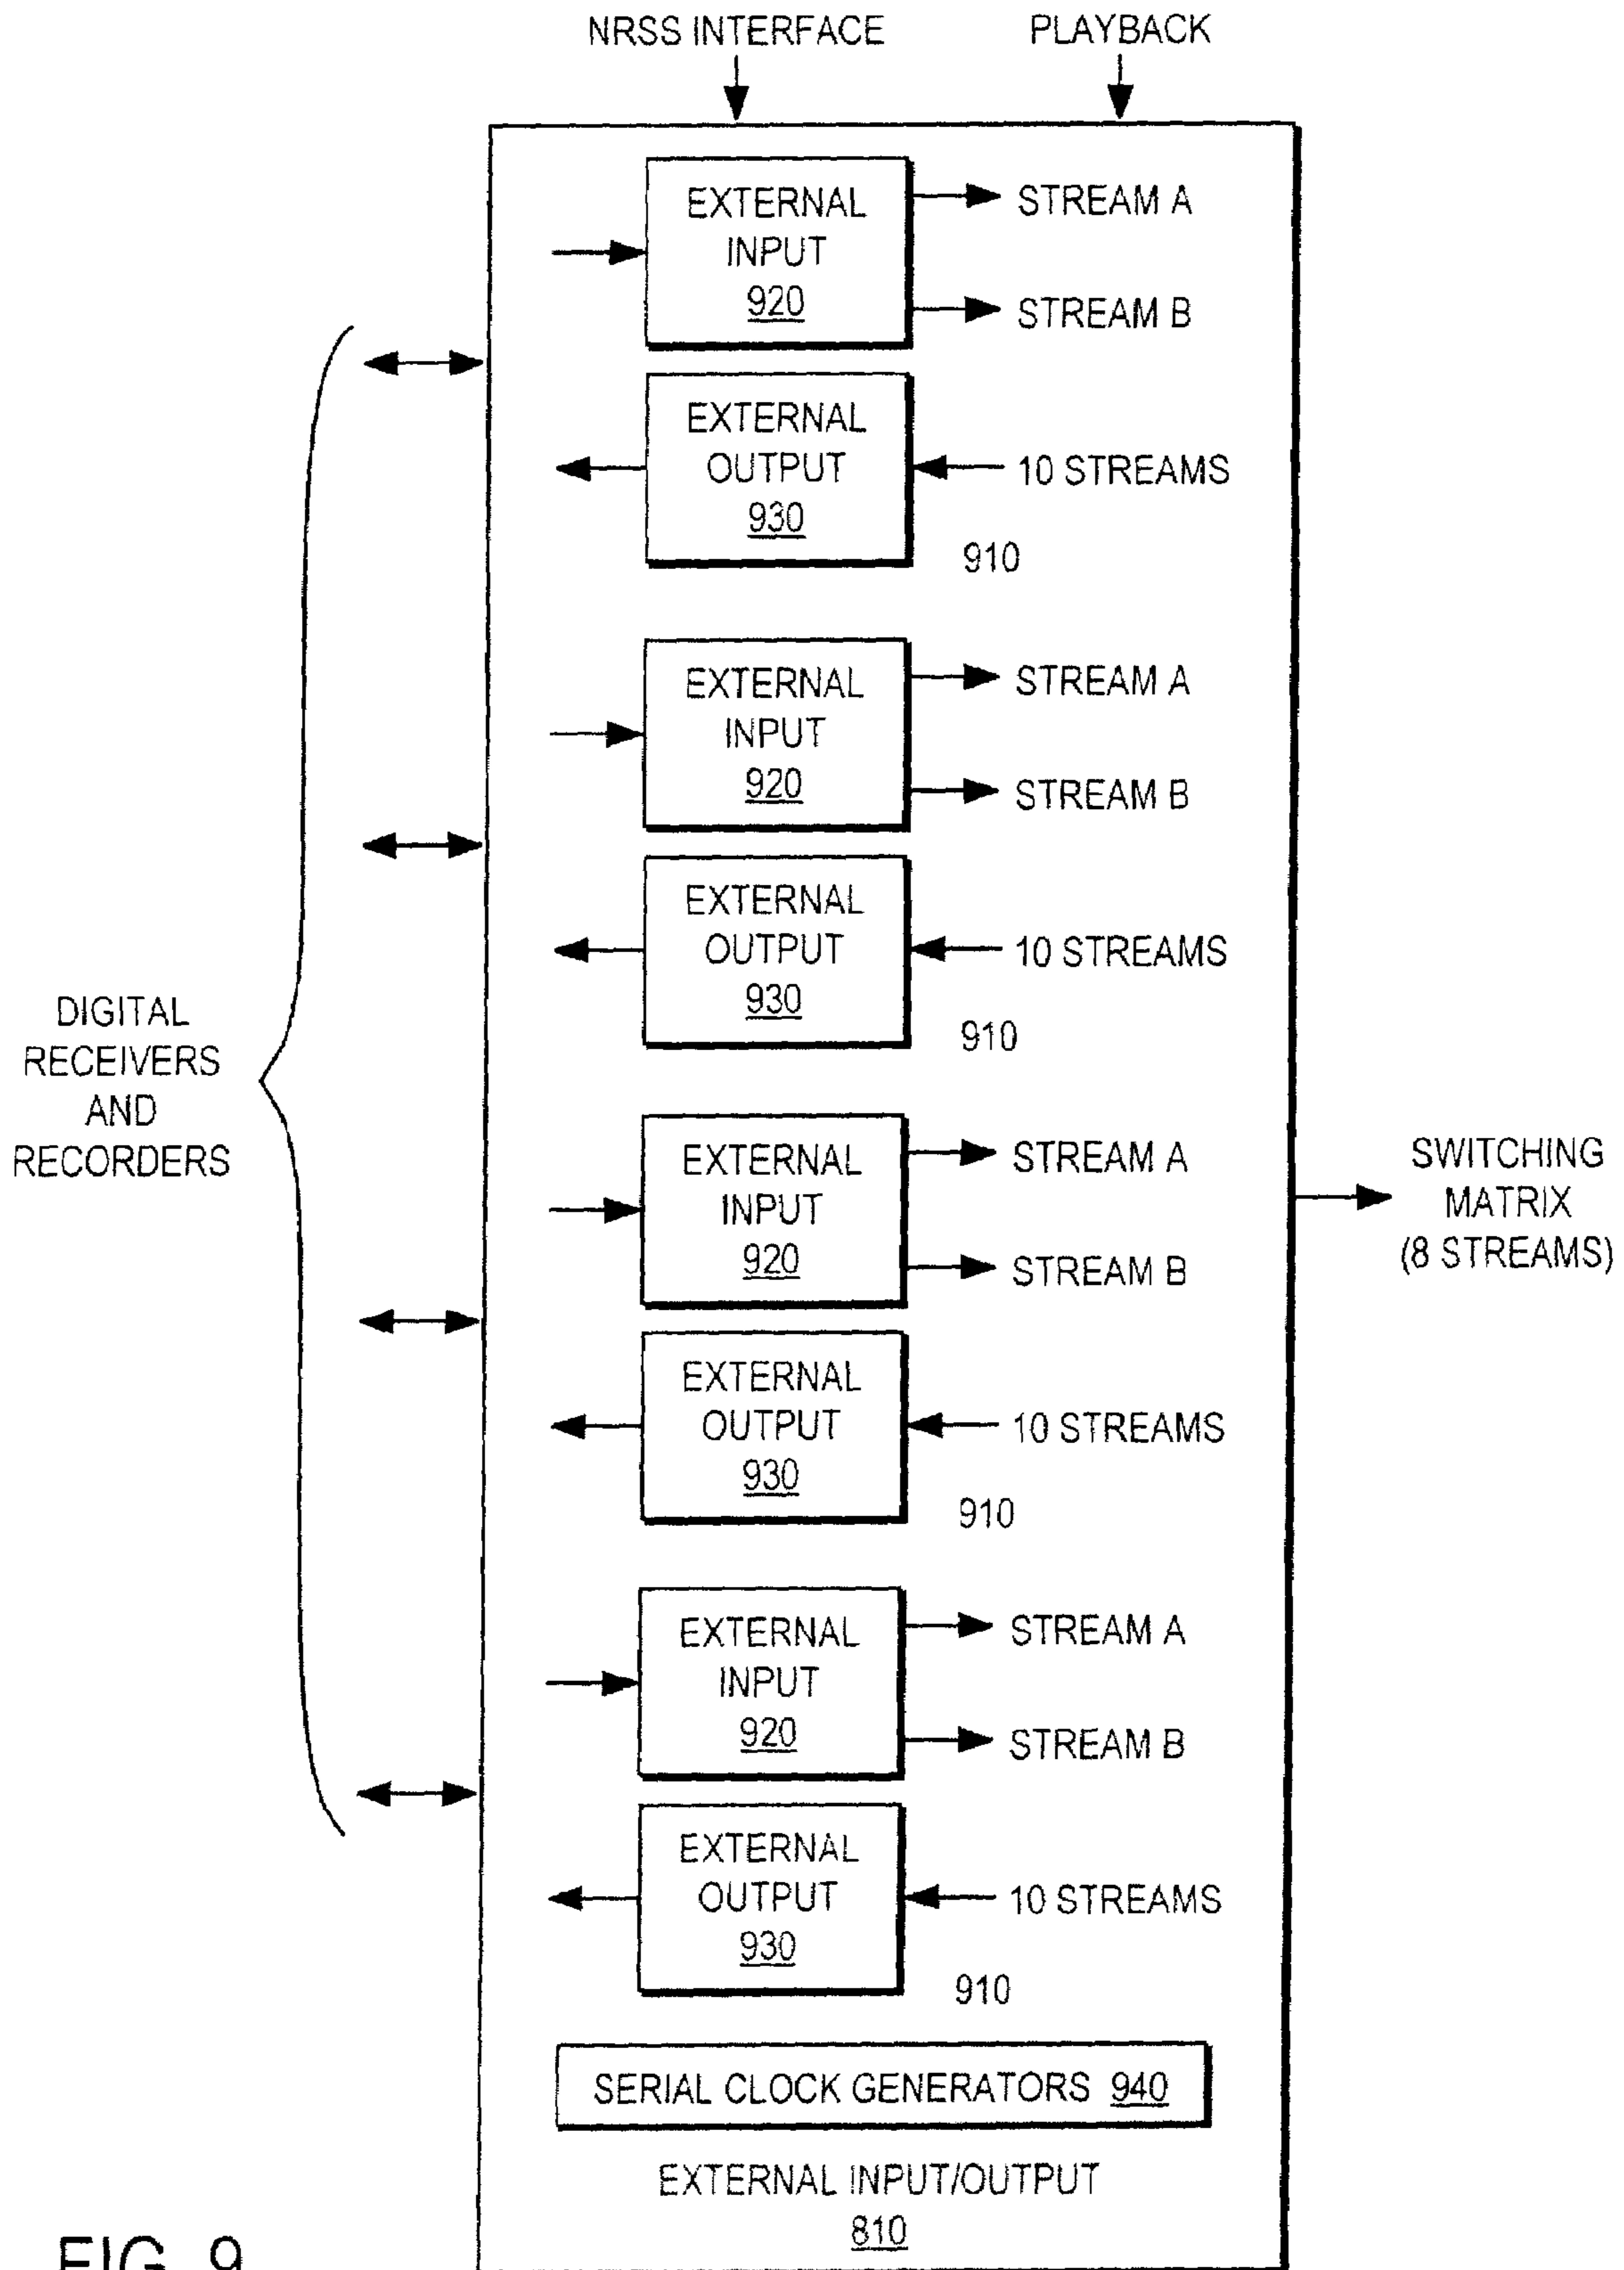 NRSS INTERFACE
PLAYBACK
EXTERNAL
INPUT
920
STREAM A
STREAM B
EXTERNAL
OUTPUT
930
10 STREAMS
910
EXTERNAL
INPUT
920
STREAM A
STREAM B
EXTERNAL
OUTPUT
930
10 STREAMS
910
DIGITAL
RECEIVERS
AND
RECORDERS
EXTERNAL
INPUT
920
STREAM A
STREAM B
SWITCHING
MATRIX
(8 STREAMS)
EXTERNAL
OUTPUT
930
10 STREAMS
910
EXTERNAL
INPUT
920
STREAM A
STREAM B
EXTERNAL
OUTPUT
930
10 STREAMS
910
SERIAL CLOCK GENERATORS 940
EXTERNAL INPUT/OUTPUT
810
FIG. 9